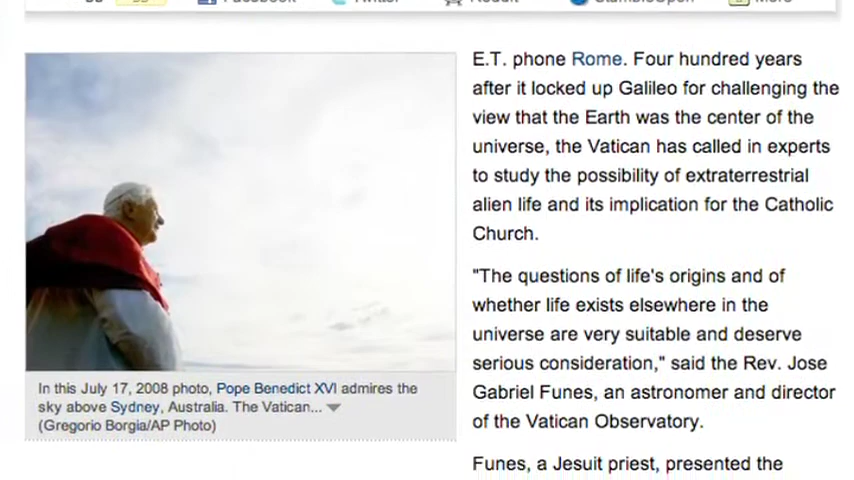 Facebook
Twitter
Reddit
StumbleUpon
More
E.T. phone Rome. Four hundred years
after it locked up Galileo for challenging the
view that the Earth was the center of the
universe, the Vatican has called in experts
to study the possibility of extraterrestrial
alien life and its implication for the Catholic
Church.
"The questions of life's origins and of
whether life exists elsewhere in the
universe are very suitable and deserve
serious consideration," said the Rev. Jose
Gabriel Funes, an astronomer and director
of the Vatican Observatory.
Funes, a Jesuit priest, presented the
In this July 17, 2008 photo, Pope Benedict XVI admires the
sky above Sydney, Australia. The Vatican...
(Gregorio Borgia/AP Photo)